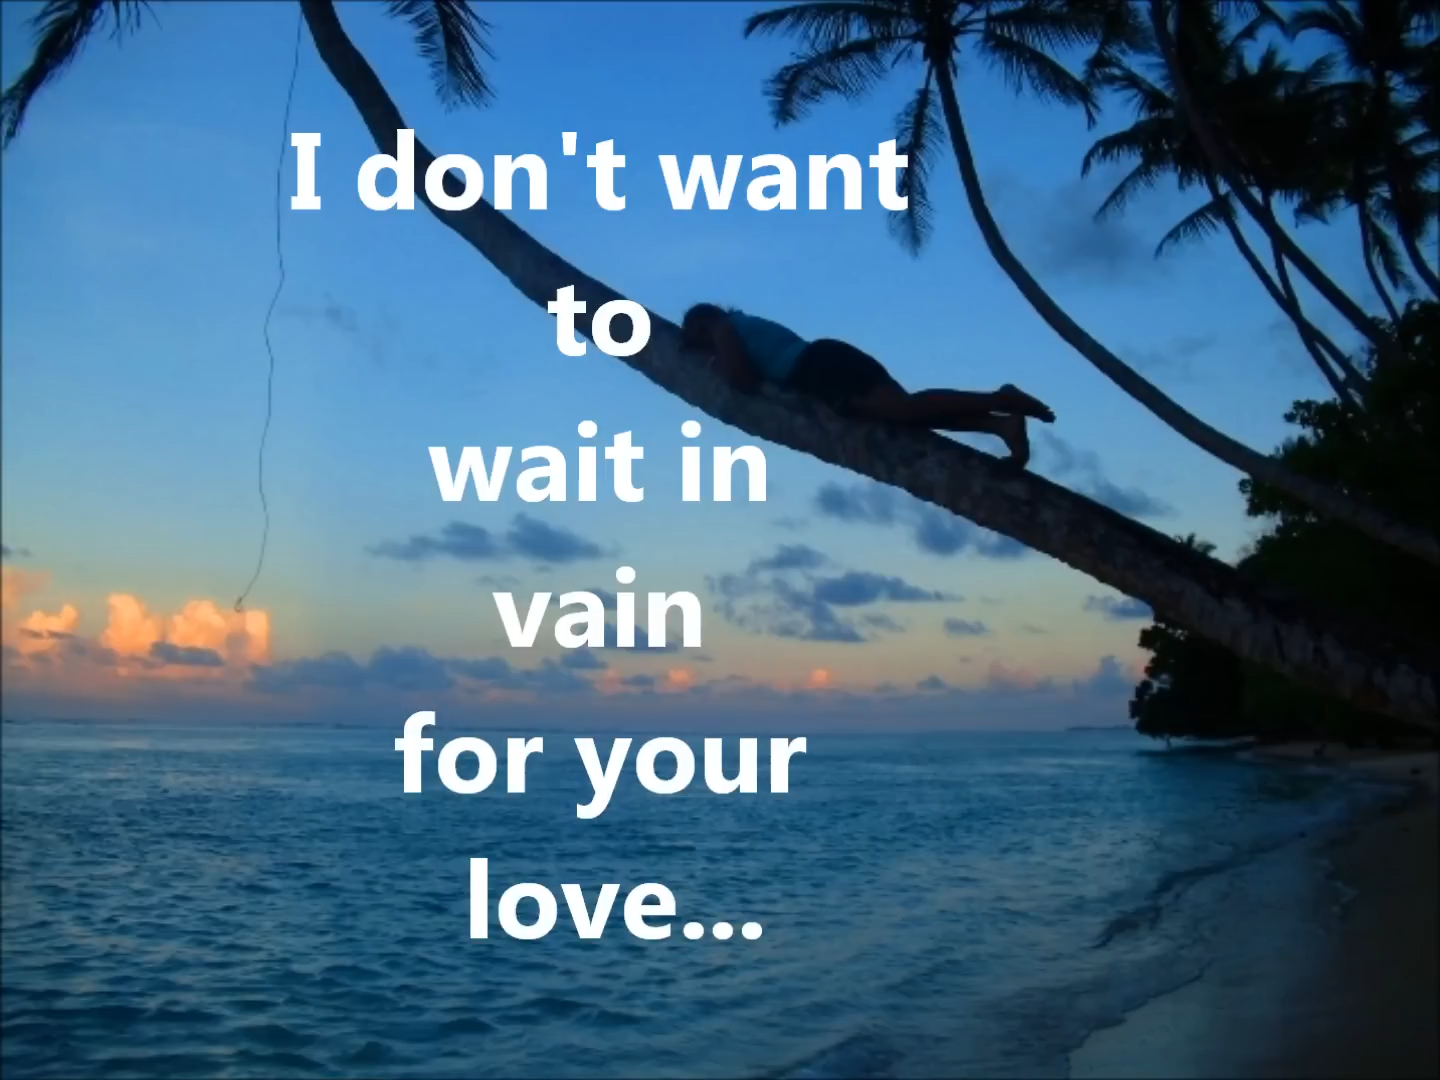 I don't want
to
wait in
vain
for your
love...